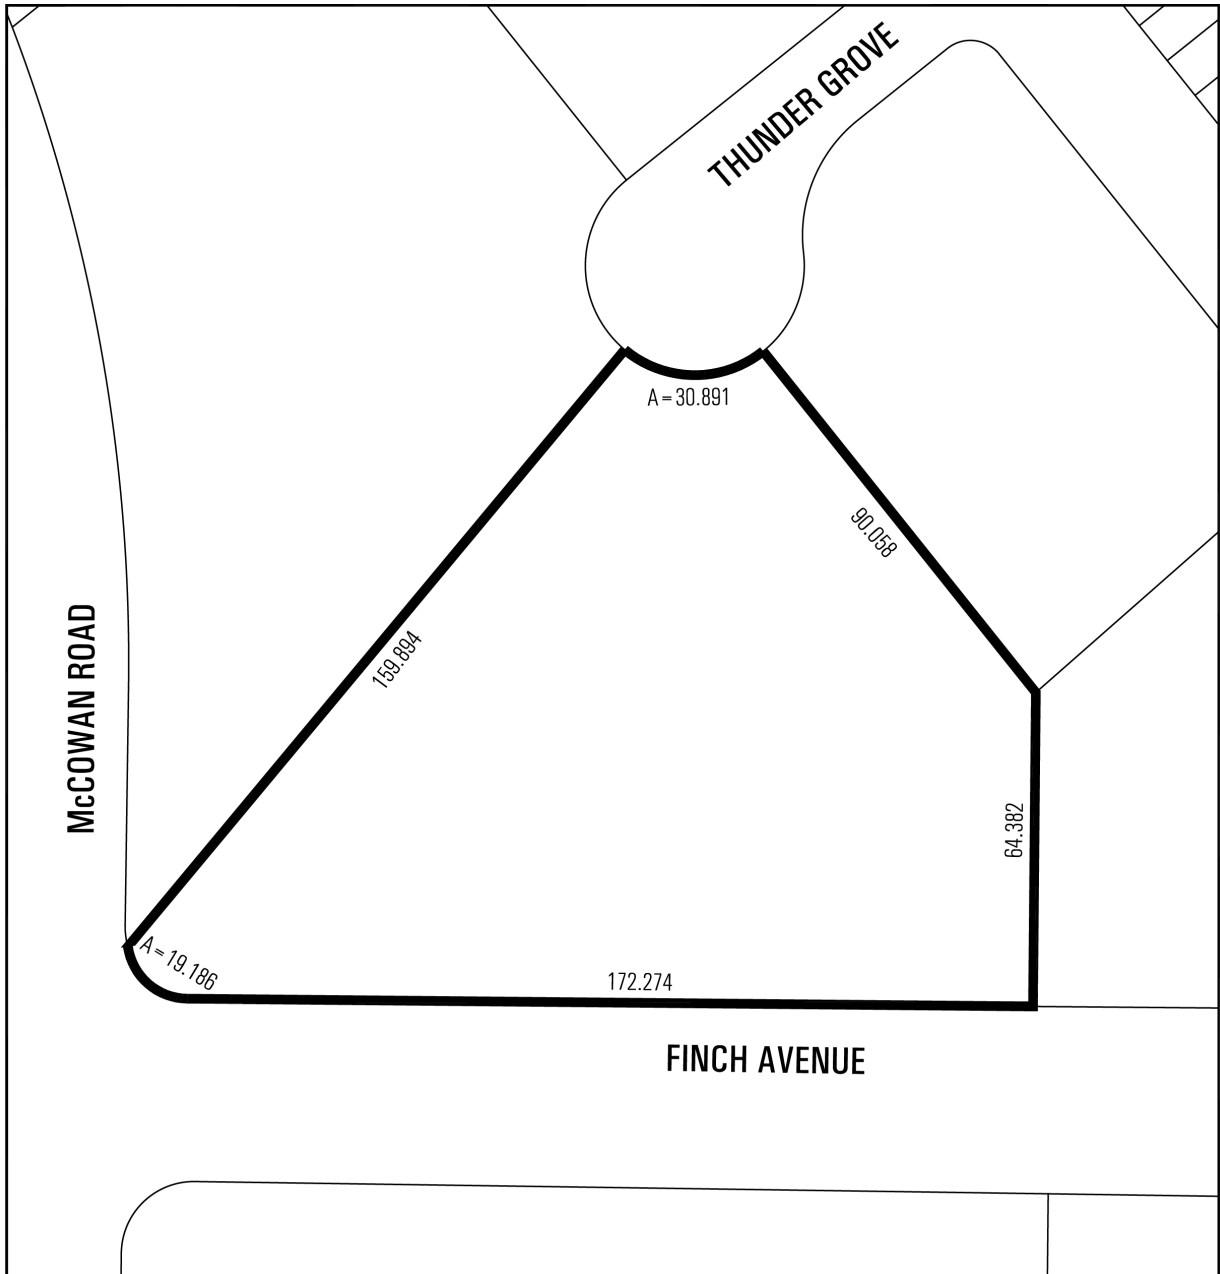 THUNDER GROVE
A = 30.891
90.058
159.894
McCOWAN ROAD
64.382
A = 19.186
172.274
FINCH AVENUE